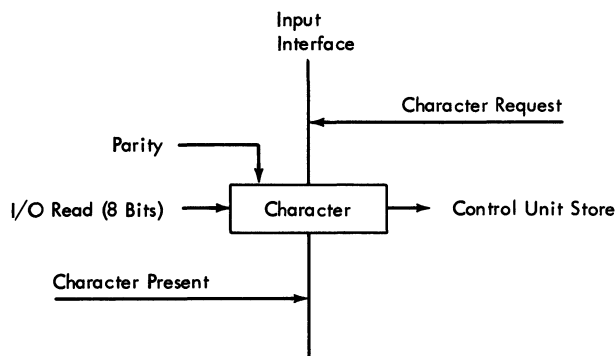 Input
Interface
Character Request
Parity
I/O Read (8 Bits)
Character
Control Unit Store
Character Present